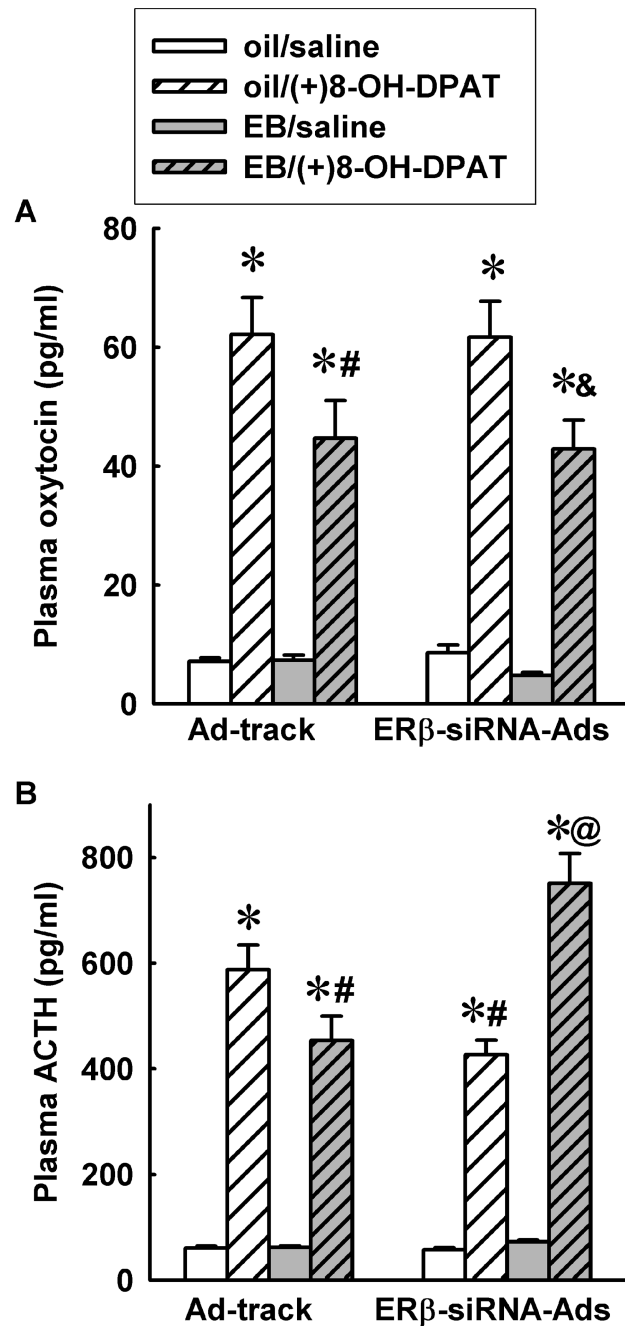 oil/saline
oil/(+)8-OH-DPAT
EB/saline
EB/(+)8-OH-DPAT
A
Plasma oxytocin (pg/ml)
80
60
40
20
0
*
*#
*
*&
Ad-track
ERβ-siRNA-Ads
B
Plasma ACTH (pg/ml)
800
600
400
200
0
*
*#
*#
*@
Ad-track
ERβ-siRNA-Ads